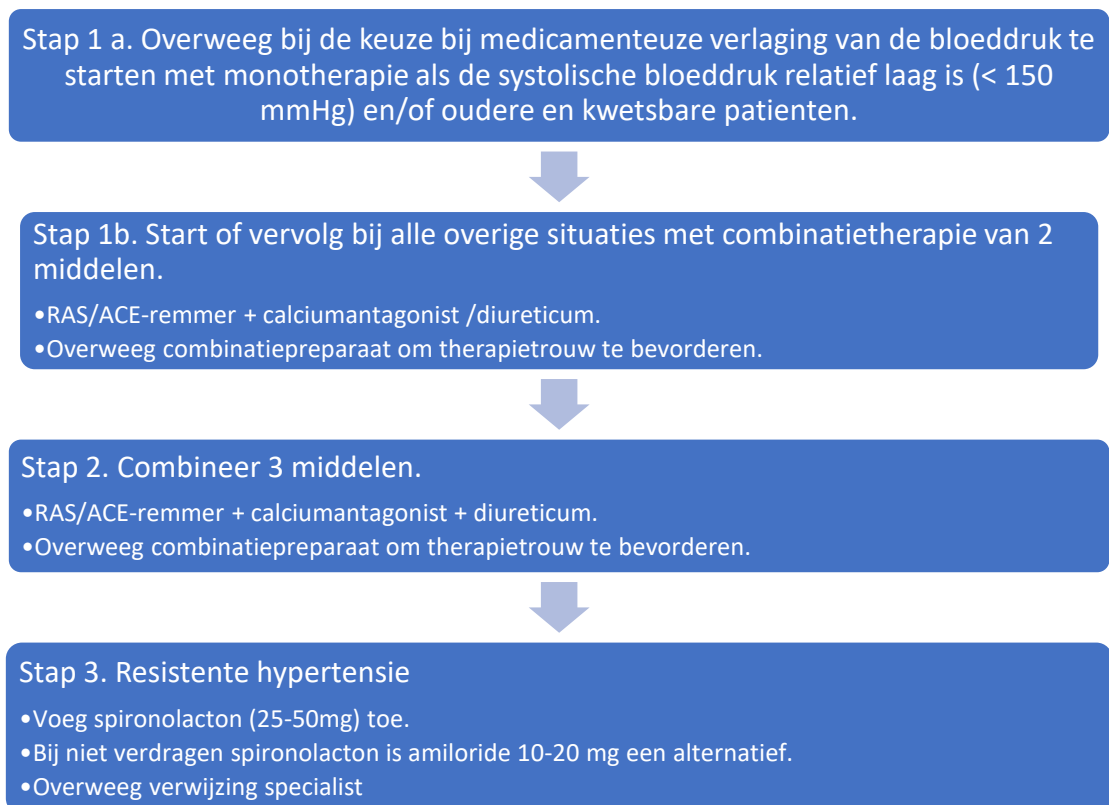 Stap 1 a. Overweeg bij de keuze bij medicamenteuze verlaging van de bloeddruk te
starten met monotherapie als de systolische bloeddruk relatief laag is (< 150
mmHg) en/of oudere en kwetsbare patienten.
Stap 1b. Start of vervolg bij alle overige situaties met combinatietherapie van 2
middelen.
•RAS/ACE-remmer + calciumantagonist /diureticum.
•Overweeg combinatiepreparaat om therapietrouw te bevorderen.
Stap 2. Combineer 3 middelen.
•RAS/ACE-remmer + calciumantagonist + diureticum.
•Overweeg combinatiepreparaat om therapietrouw te bevorderen.
Stap 3. Resistente hypertensie
•Voeg spironolacton (25-50mg) toe.
•Bij niet verdragen spironolacton is amiloride 10-20 mg een alternatief.
•Overweeg verwijzing specialist